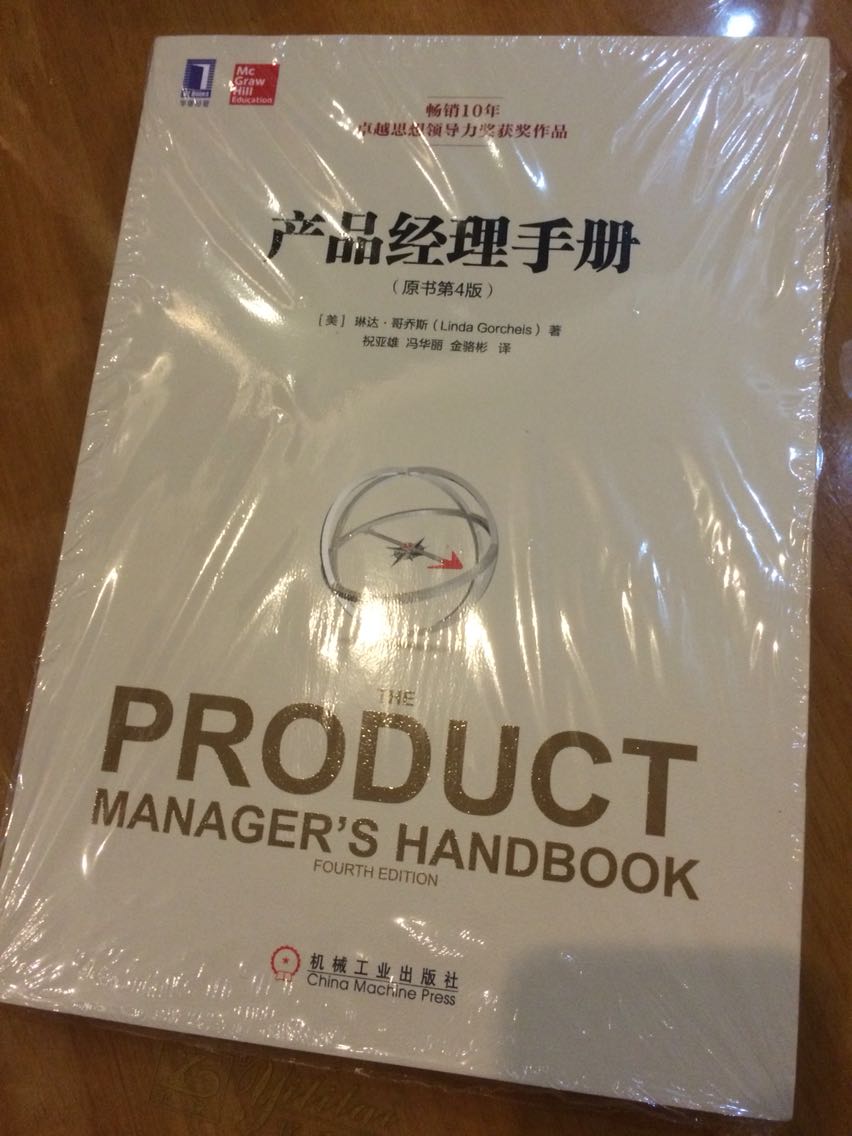 Mc
Graw
Hill
Education
畅销10年
卓越思想领导力奖获奖作品
产品经理手册
（原书第4版）
［美］ 琳达·哥乔斯（Linda Gorchels）著
祝亚雄 冯华丽 金骆彬 译
THE
PRODUCT
MANAGER'S HANDBOOK
FOURTH EDITION
机械工业出版社
China Machine Press